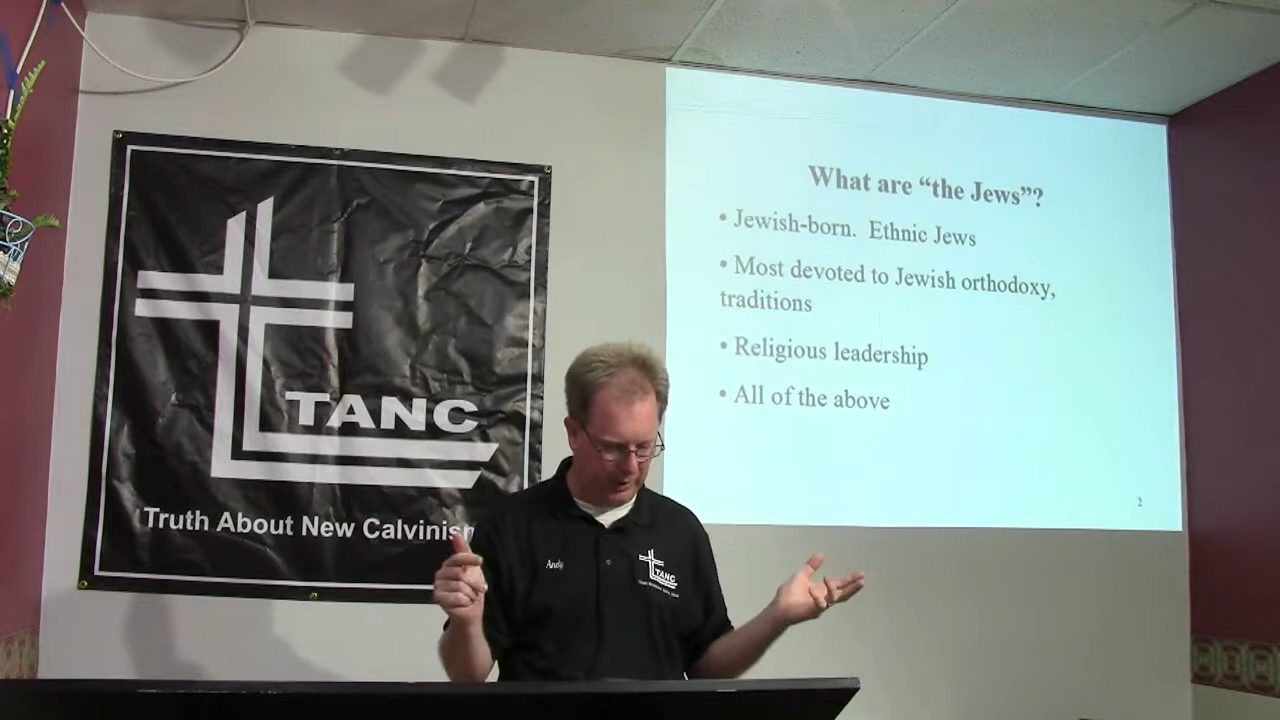 TANC
Truth About New Calvinism
What are “the Jews”?
• Jewish-born. Ethnic Jews
• Most devoted to Jewish orthodoxy,
traditions
• Religious leadership
• All of the above
2
Andy
TANC